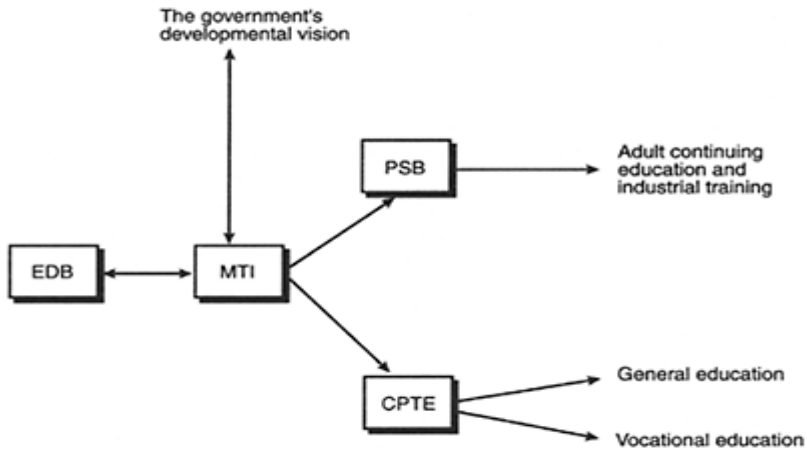 The government's
developmental vision
PSB
Adult continuing
education and
industrial training
EDB
MTI
CPTE
General education
Vocational education